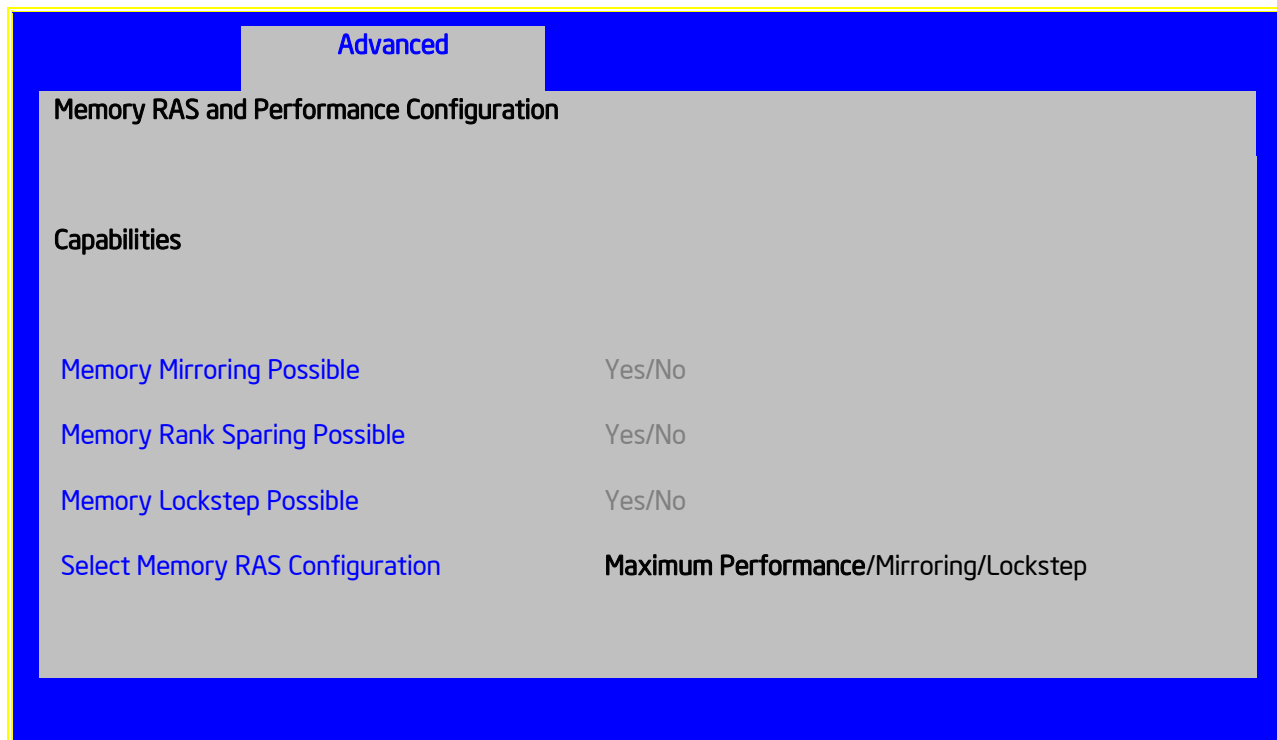 Advanced
Memory RAS and Performance Configuration
Capabilities
Memory Mirroring Possible Yes/No
Memory Rank Sparing Possible Yes/No
Memory Lockstep Possible Yes/No
Select Memory RAS Configuration Maximum Performance/Mirroring/Lockstep